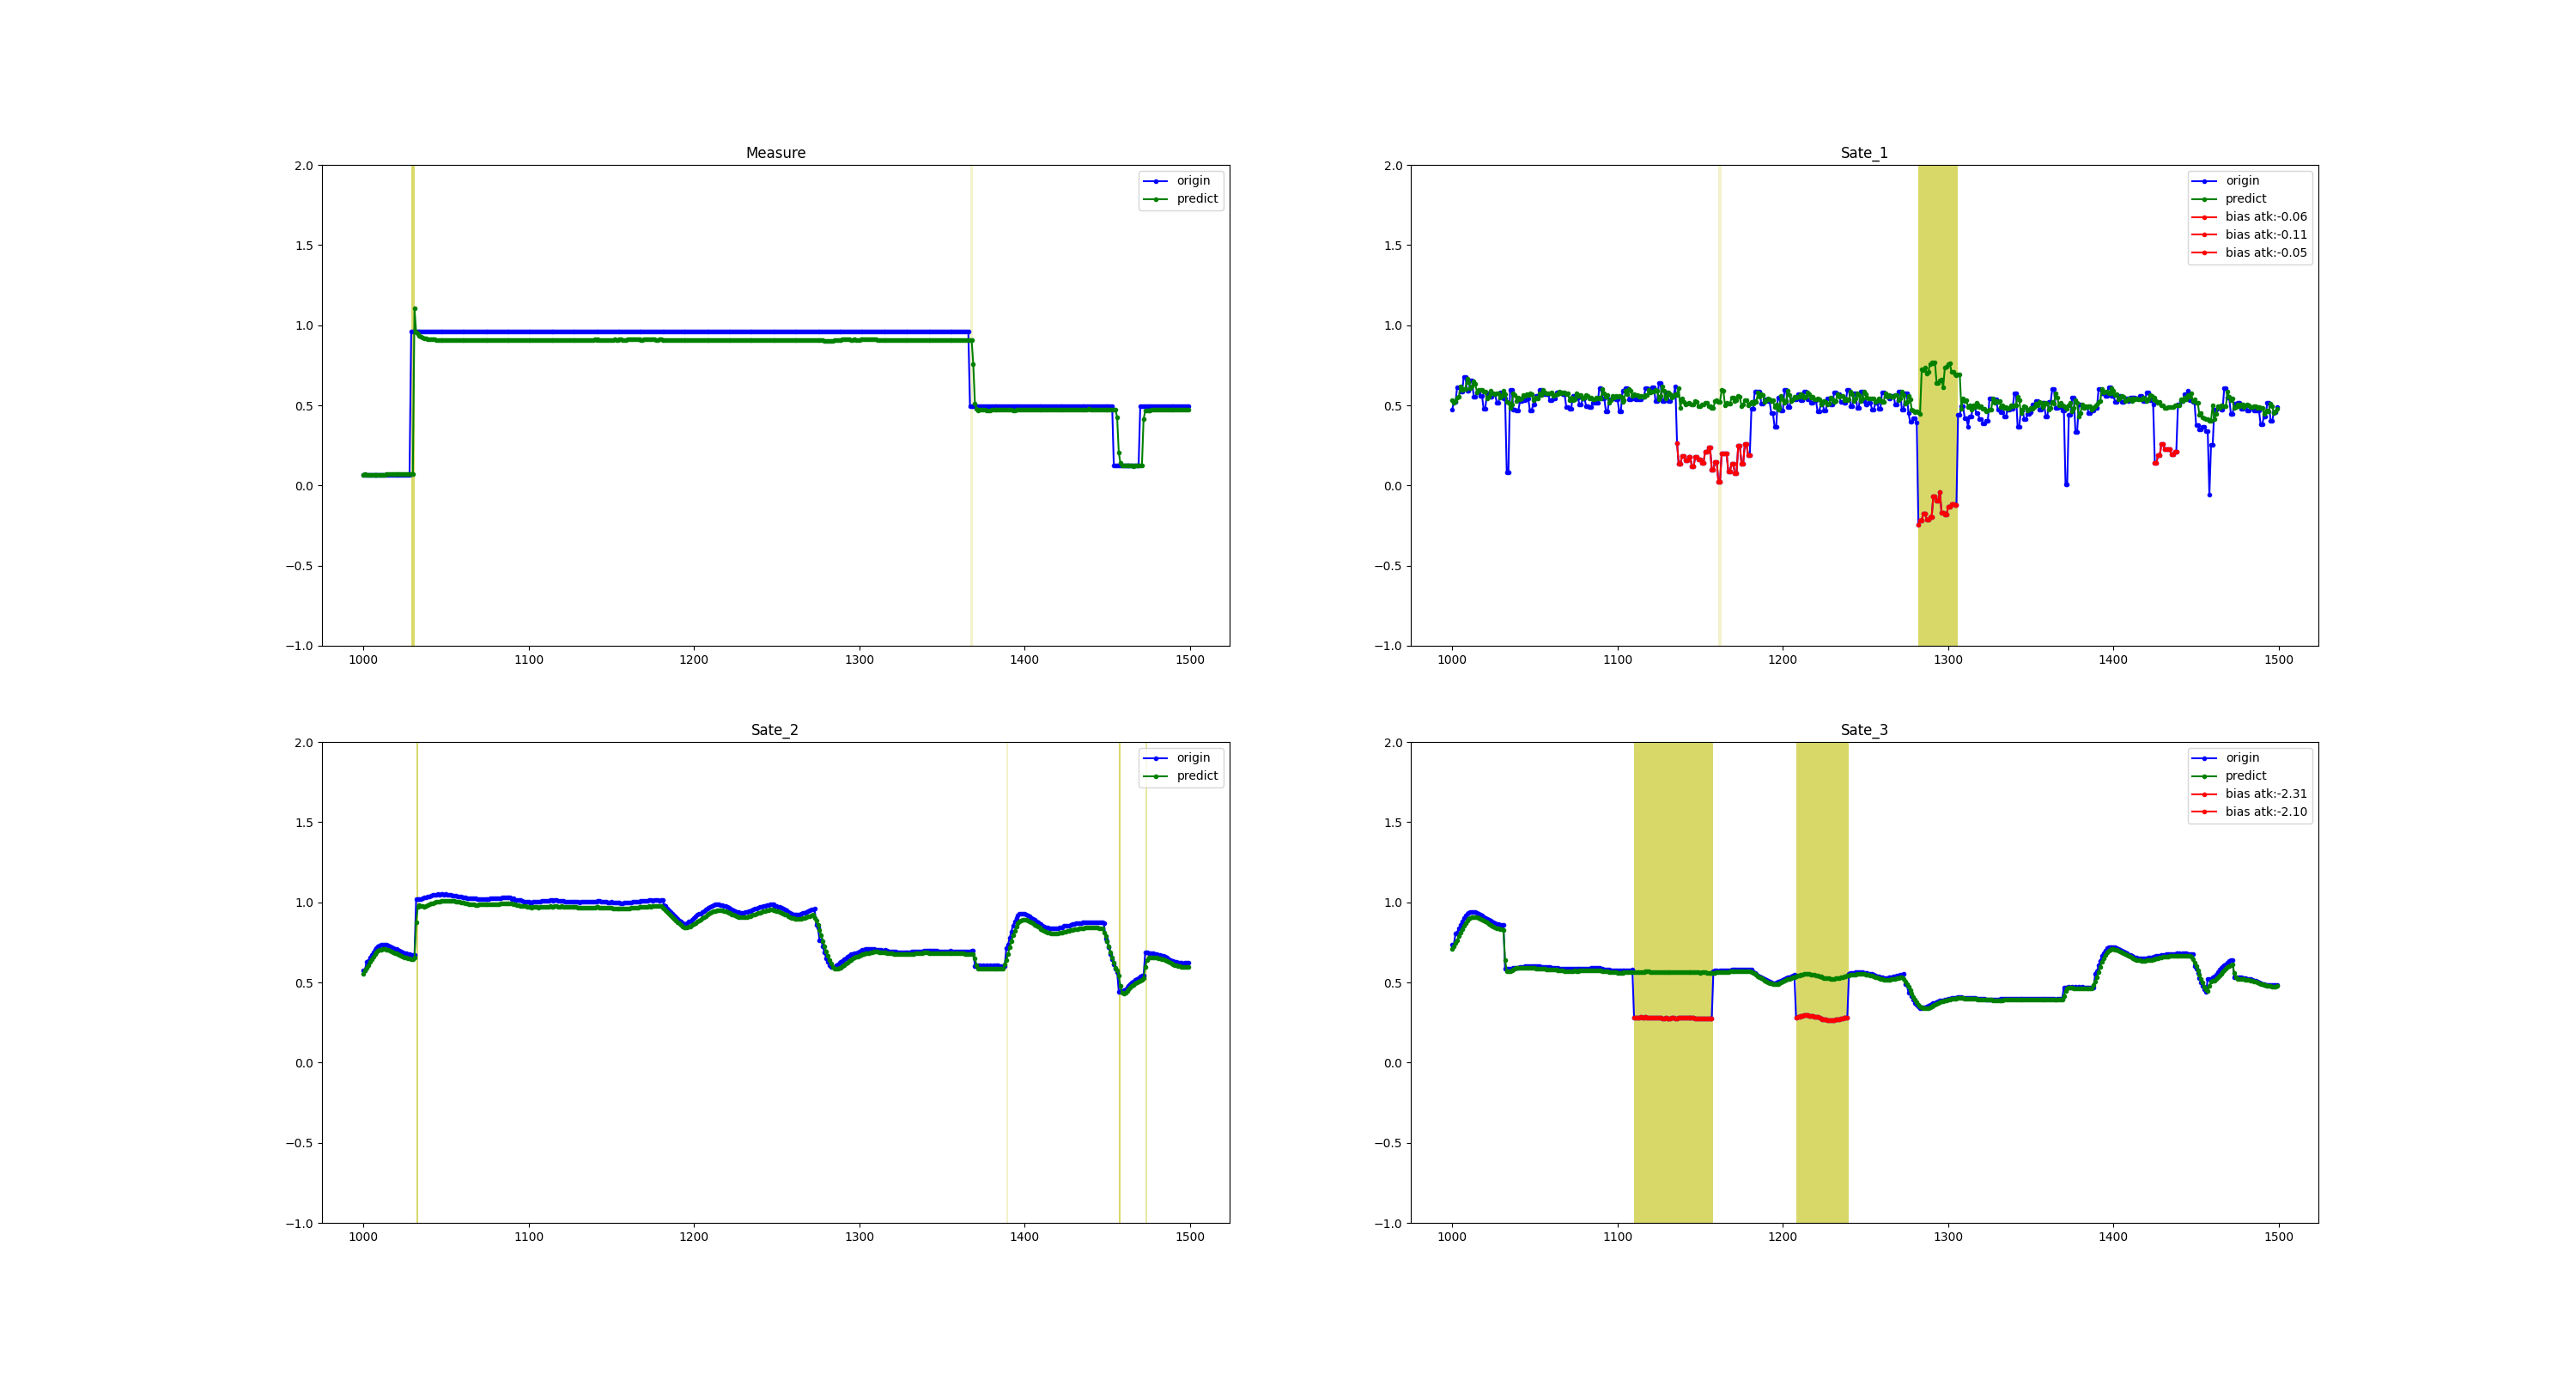 Measure
2.0
1.5
1.0
0.5
0.0
−0.5
−1.0
1000 1100 1200 1300 1400 1500
origin
predict
Sate_1
2.0
1.5
1.0
0.5
0.0
−0.5
−1.0
1000 1100 1200 1300 1400 1500
origin
predict
bias atk:-0.06
bias atk:-0.11
bias atk:-0.05
Sate_2
2.0
1.5
1.0
0.5
0.0
−0.5
−1.0
1000 1100 1200 1300 1400 1500
origin
predict
Sate_3
2.0
1.5
1.0
0.5
0.0
−0.5
−1.0
1000 1100 1200 1300 1400 1500
origin
predict
bias atk:-2.31
bias atk:-2.10